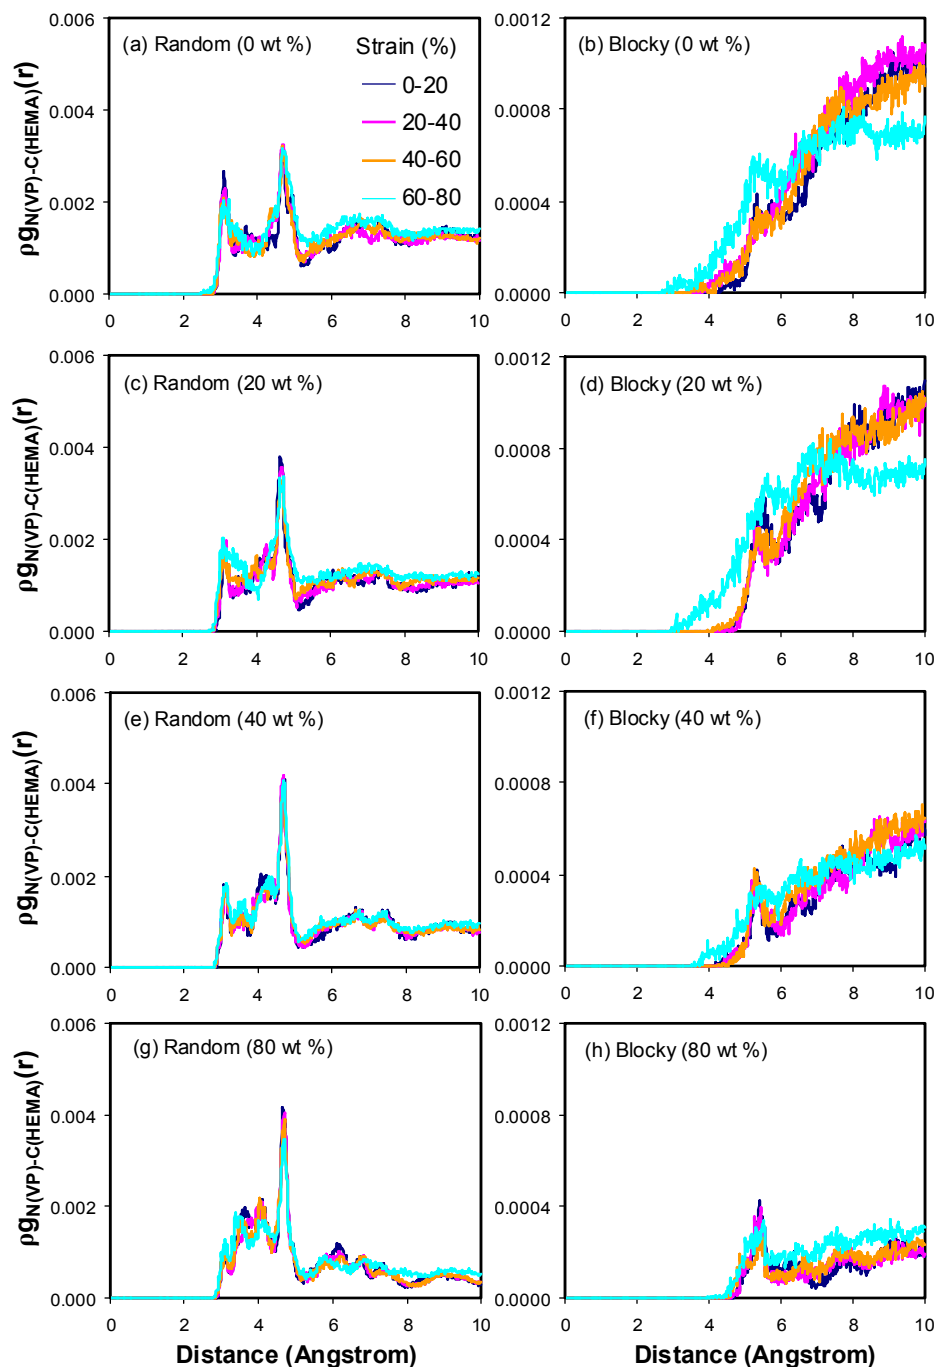 (a) Random (0 wt %)
Strain (%)
0-20
20-40
40-60
60-80
ρgN(VP)-C(HEMA)(r)
0.006
0.004
0.002
0.000
0 2 4 6 8 10
(b) Blocky (0 wt %)
0.0012
0.0008
0.0004
0.0000
0 2 4 6 8 10
(c) Random (20 wt %)
ρgN(VP)-C(HEMA)(r)
0.006
0.004
0.002
0.000
0 2 4 6 8 10
(d) Blocky (20 wt %)
0.0012
0.0008
0.0004
0.0000
0 2 4 6 8 10
(e) Random (40 wt %)
ρgN(VP)-C(HEMA)(r)
0.006
0.004
0.002
0.000
0 2 4 6 8 10
(f) Blocky (40 wt %)
0.0012
0.0008
0.0004
0.0000
0 2 4 6 8 10
(g) Random (80 wt %)
ρgN(VP)-C(HEMA)(r)
0.006
0.004
0.002
0.000
0 2 4 6 8 10
Distance (Angstrom)
(h) Blocky (80 wt %)
0.0012
0.0008
0.0004
0.0000
0 2 4 6 8 10
Distance (Angstrom)